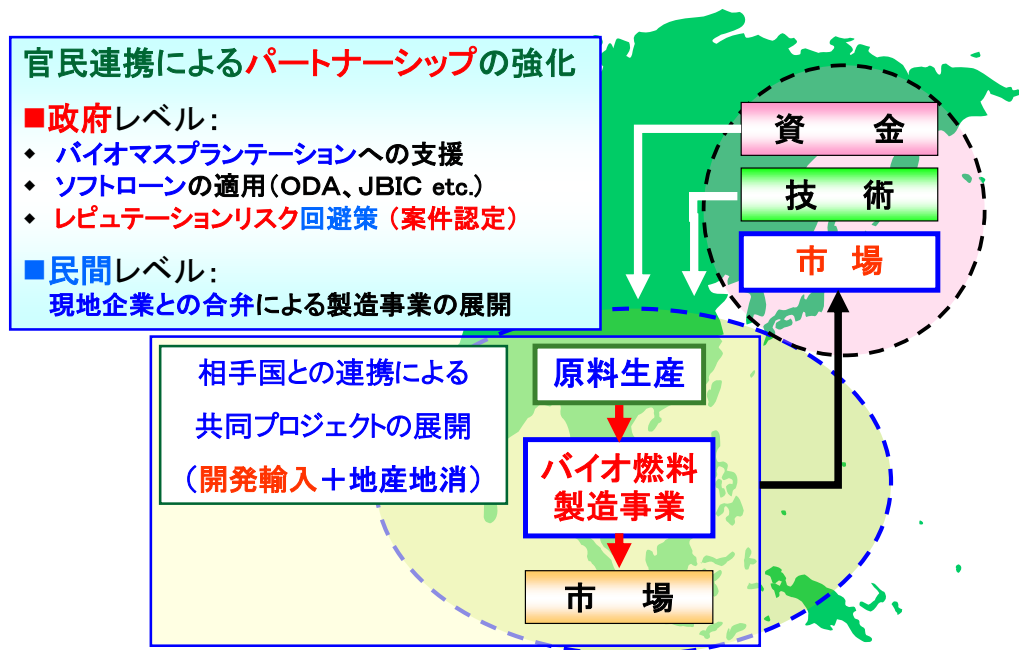 官民連携によるパートナーシップの強化
■政府レベル：
◆ バイオマスプランテーションへの支援
◆ ソフトローンの適用（ODA、JBIC etc.）
◆ レピュテーションリスク回避策（案件認定）
■民間レベル：
現地企業との合弁による製造事業の展開
資 金
技 術
市 場
相手国との連携による
共同プロジェクトの展開
（開発輸入＋地産地消）
原料生産
バイオ燃料
製造事業
市 場